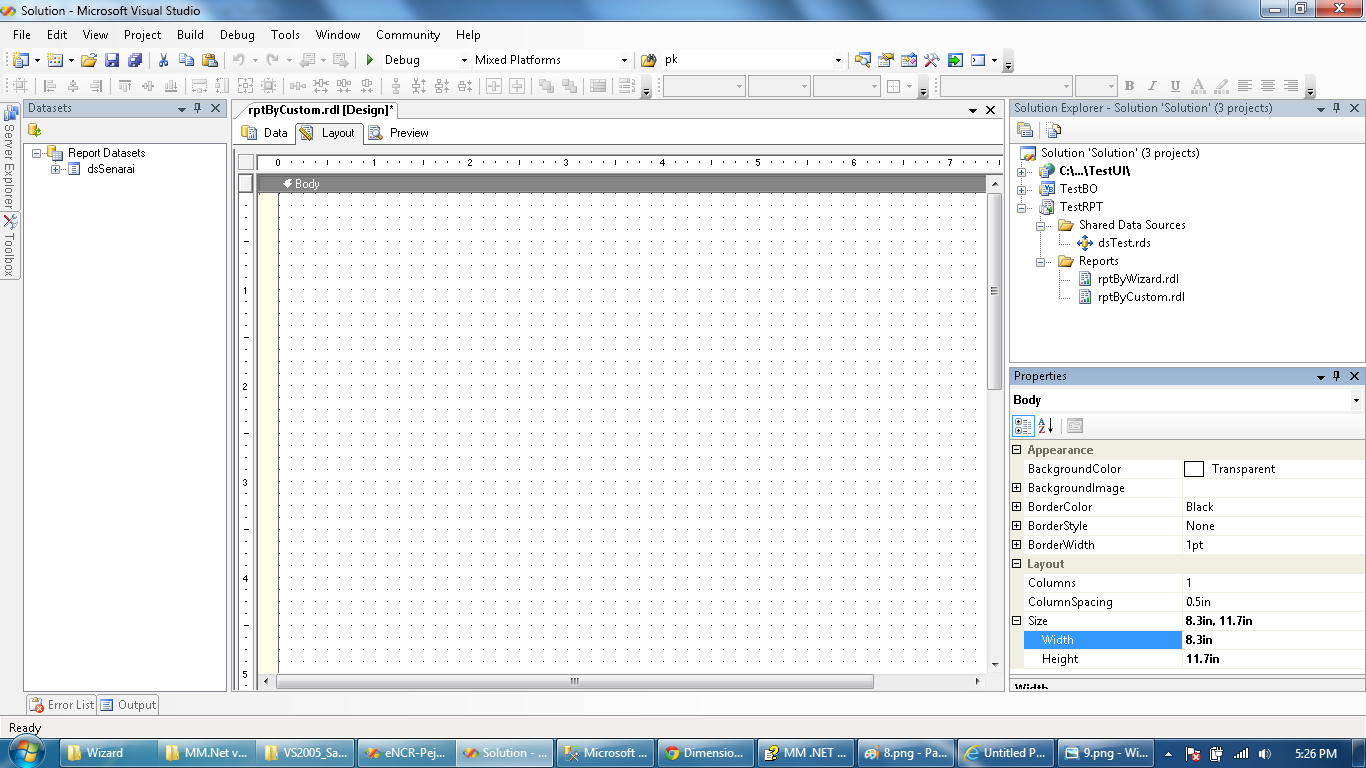 Solution - Microsoft Visual Studio
File Edit View Project Build Debug Tools Window Community Help
Debug Mixed Platforms pk
B I U A
Server Explorer
Toolbox
Datasets
Report Datasets
dsSenarai
rptByCustom.rdl [Design]*
Data Layout Preview
0 1 2 3 4 5 6 7
Body
1
2
3
4
5
Solution Explorer - Solution 'Solution' (3 projects)
Solution 'Solution' (3 projects)
C:\...\TestUI\
TestBO
TestRPT
Shared Data Sources
dsTest.rds
Reports
rptByWizard.rdl
rptByCustom.rdl
Properties
Body
Appearance
BackgroundColor Transparent
BackgroundImage
BorderColor Black
BorderStyle None
BorderWidth 1pt
Layout
Columns 1
ColumnSpacing 0.5in
Size 8.3in, 11.7in
Width 8.3in
Height 11.7in
Width
Error List Output
Ready
Wizard MM.Net v... VS2005_Sa... eNCR-Pej... Solution - ... Microsoft ... Dimensio... MM .NET ... 8.png - Pa... Untitled P... 9.png - Wi... 5:26 PM